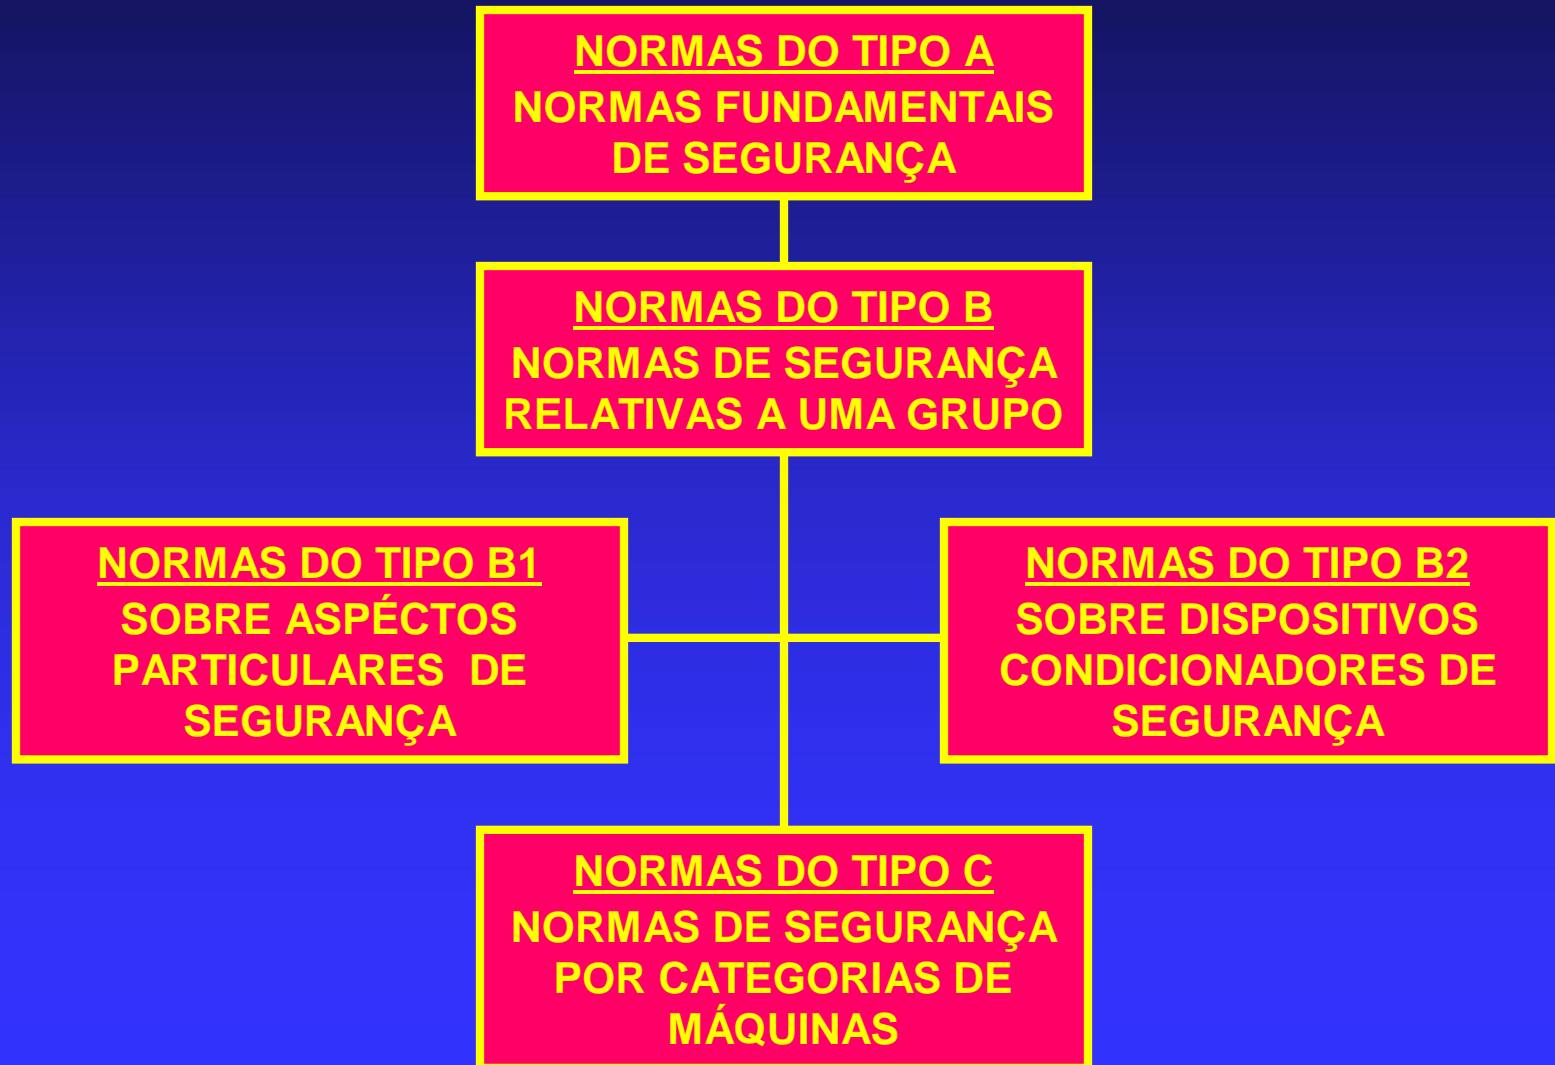 NORMAS DO TIPO A
NORMAS FUNDAMENTAIS
DE SEGURANÇA
NORMAS DO TIPO B
NORMAS DE SEGURANÇA
RELATIVAS A UMA GRUPO
NORMAS DO TIPO B1
SOBRE ASPÉCTOS
PARTICULARES DE
SEGURANÇA
NORMAS DO TIPO B2
SOBRE DISPOSITIVOS
CONDICIONADORES DE
SEGURANÇA
NORMAS DO TIPO C
NORMAS DE SEGURANÇA
POR CATEGORIAS DE
MÁQUINAS